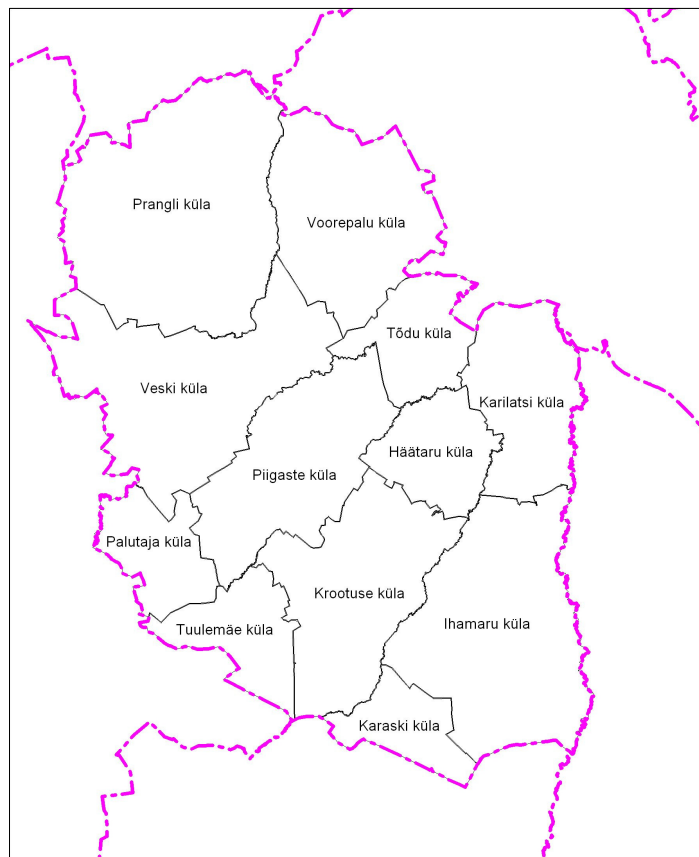 Prangli küla
Voorepalu küla
Tõdu küla
Veski küla
Karilatsi küla
Häätaru küla
Piigaste küla
Palutaja küla
Krootuse küla
Ihamaru küla
Tuulemäe küla
Karaski küla